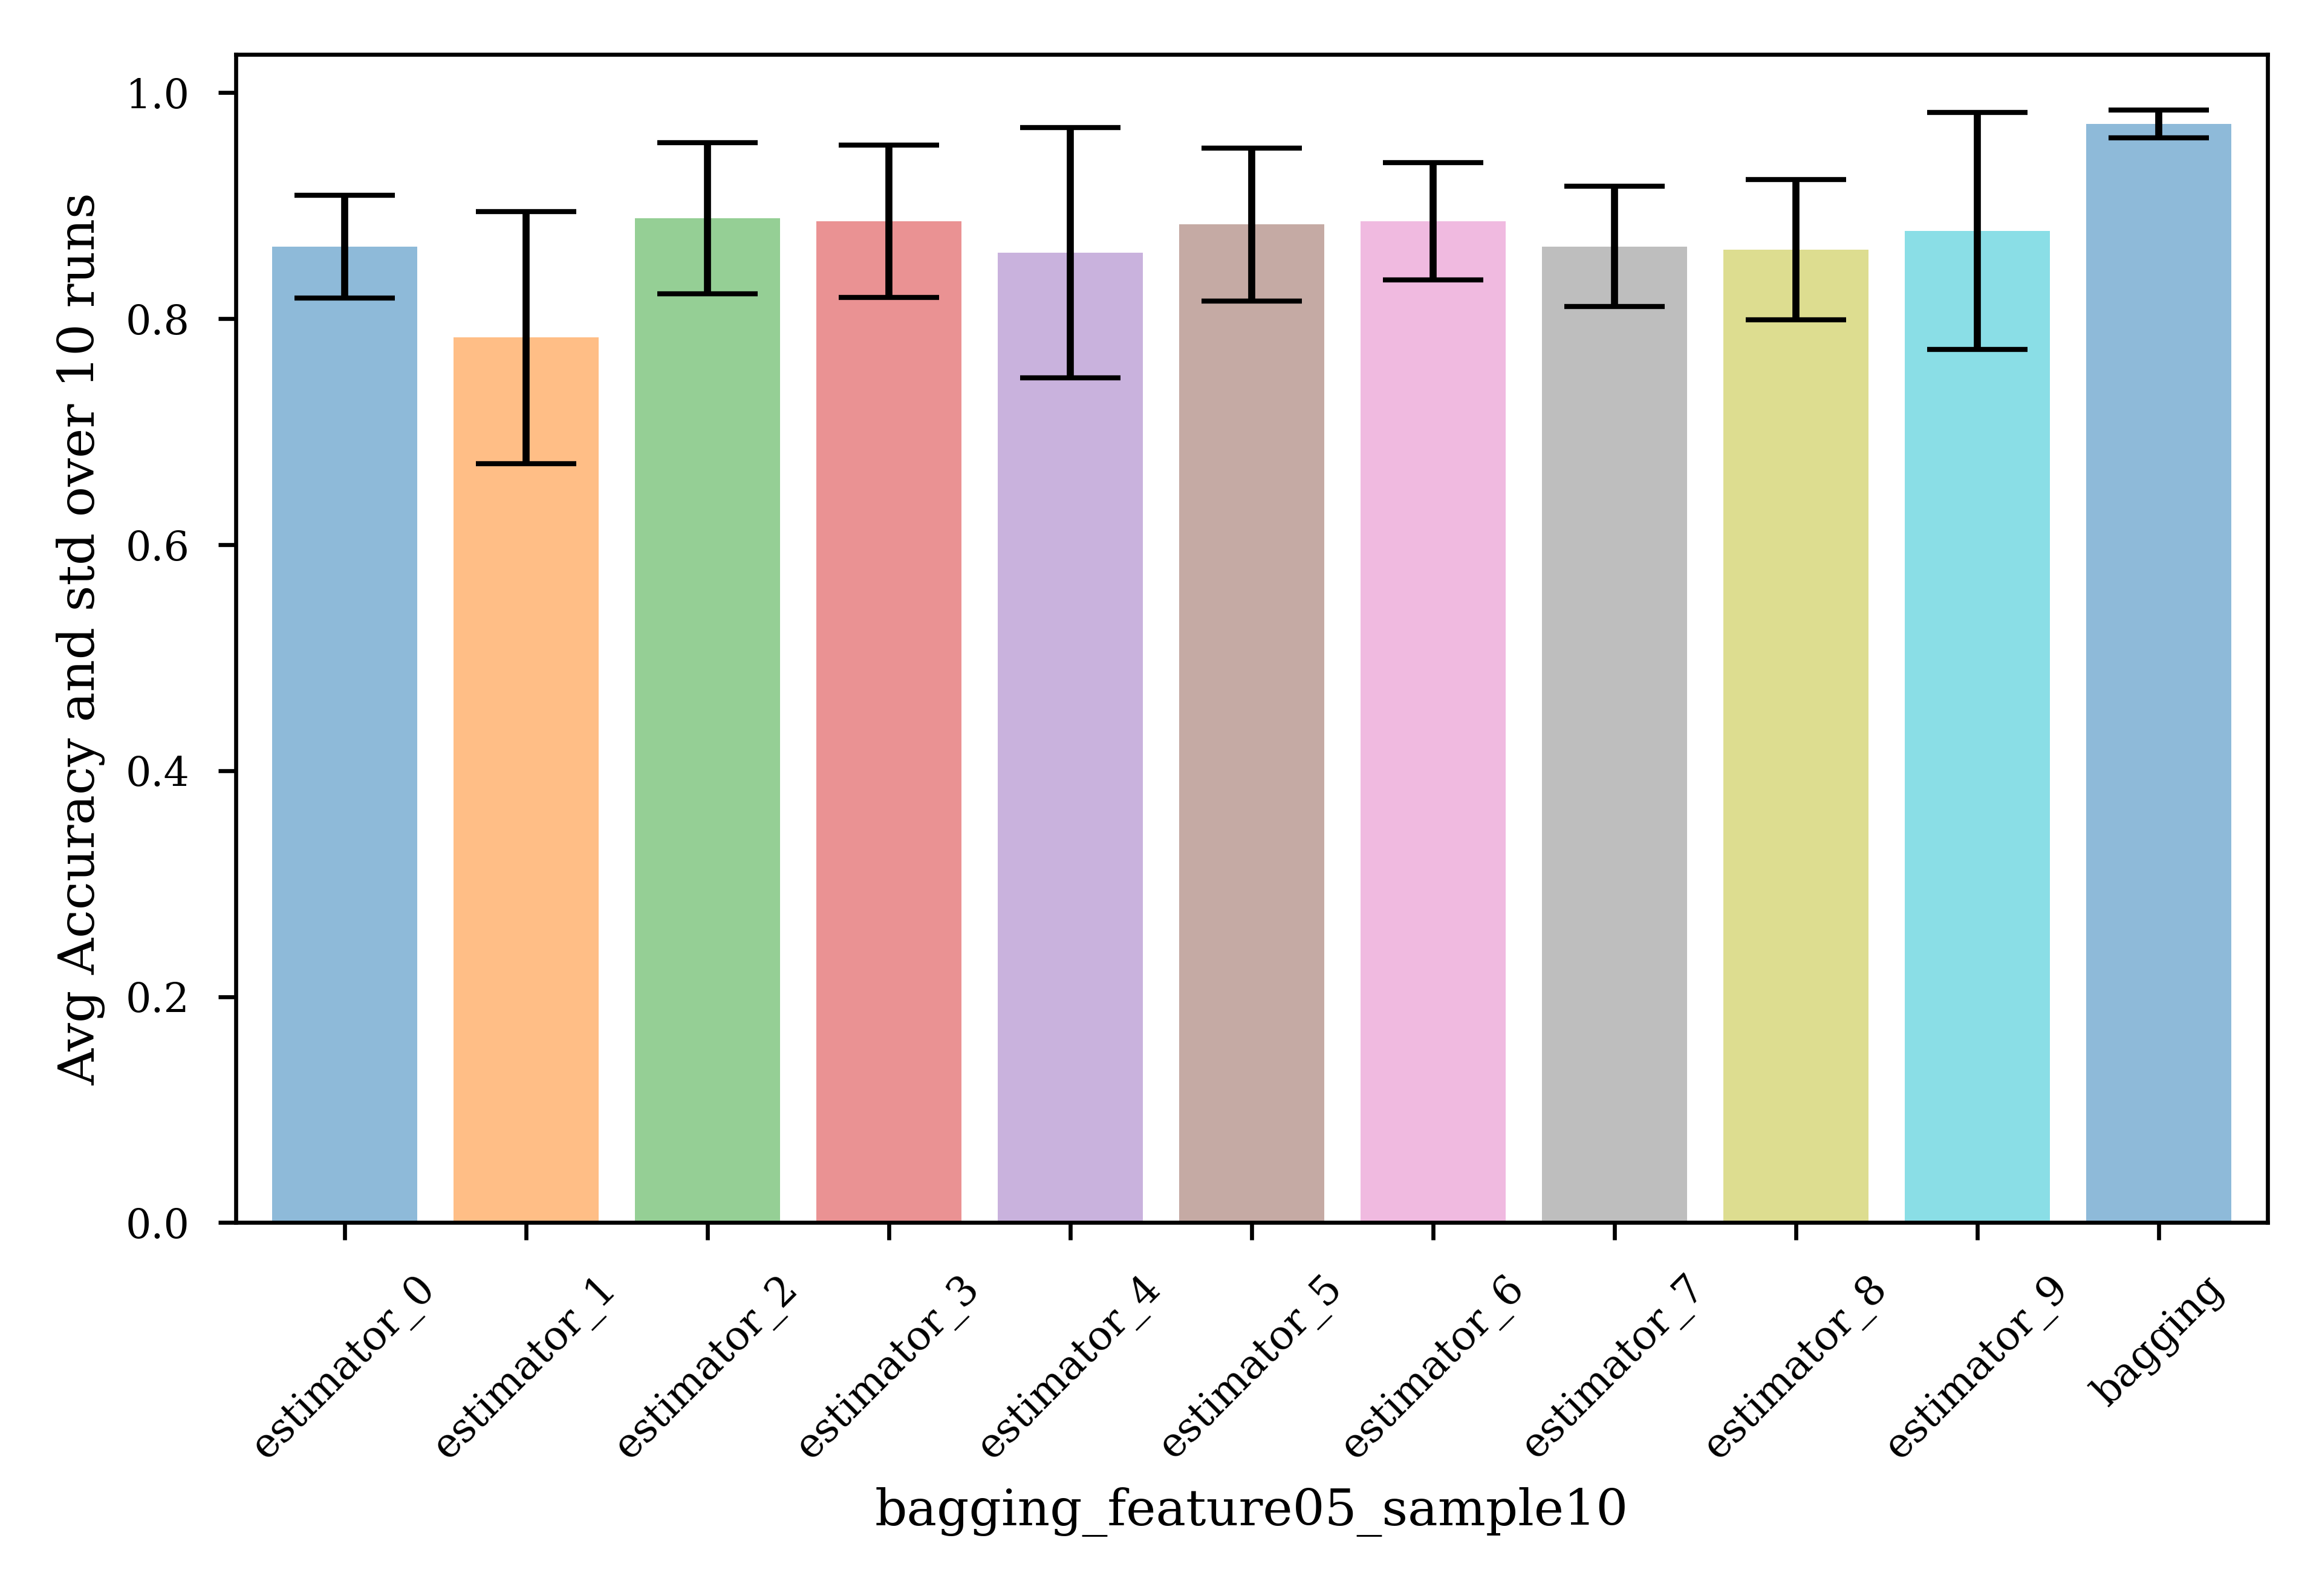 Avg Accuracy and std over 10 runs
1.0
0.8
0.6
0.4
0.2
0.0
estimator_0
estimator_1
estimator_2
estimator_3
estimator_4
estimator_5
estimator_6
estimator_7
estimator_8
estimator_9
bagging
bagging_feature05_sample10